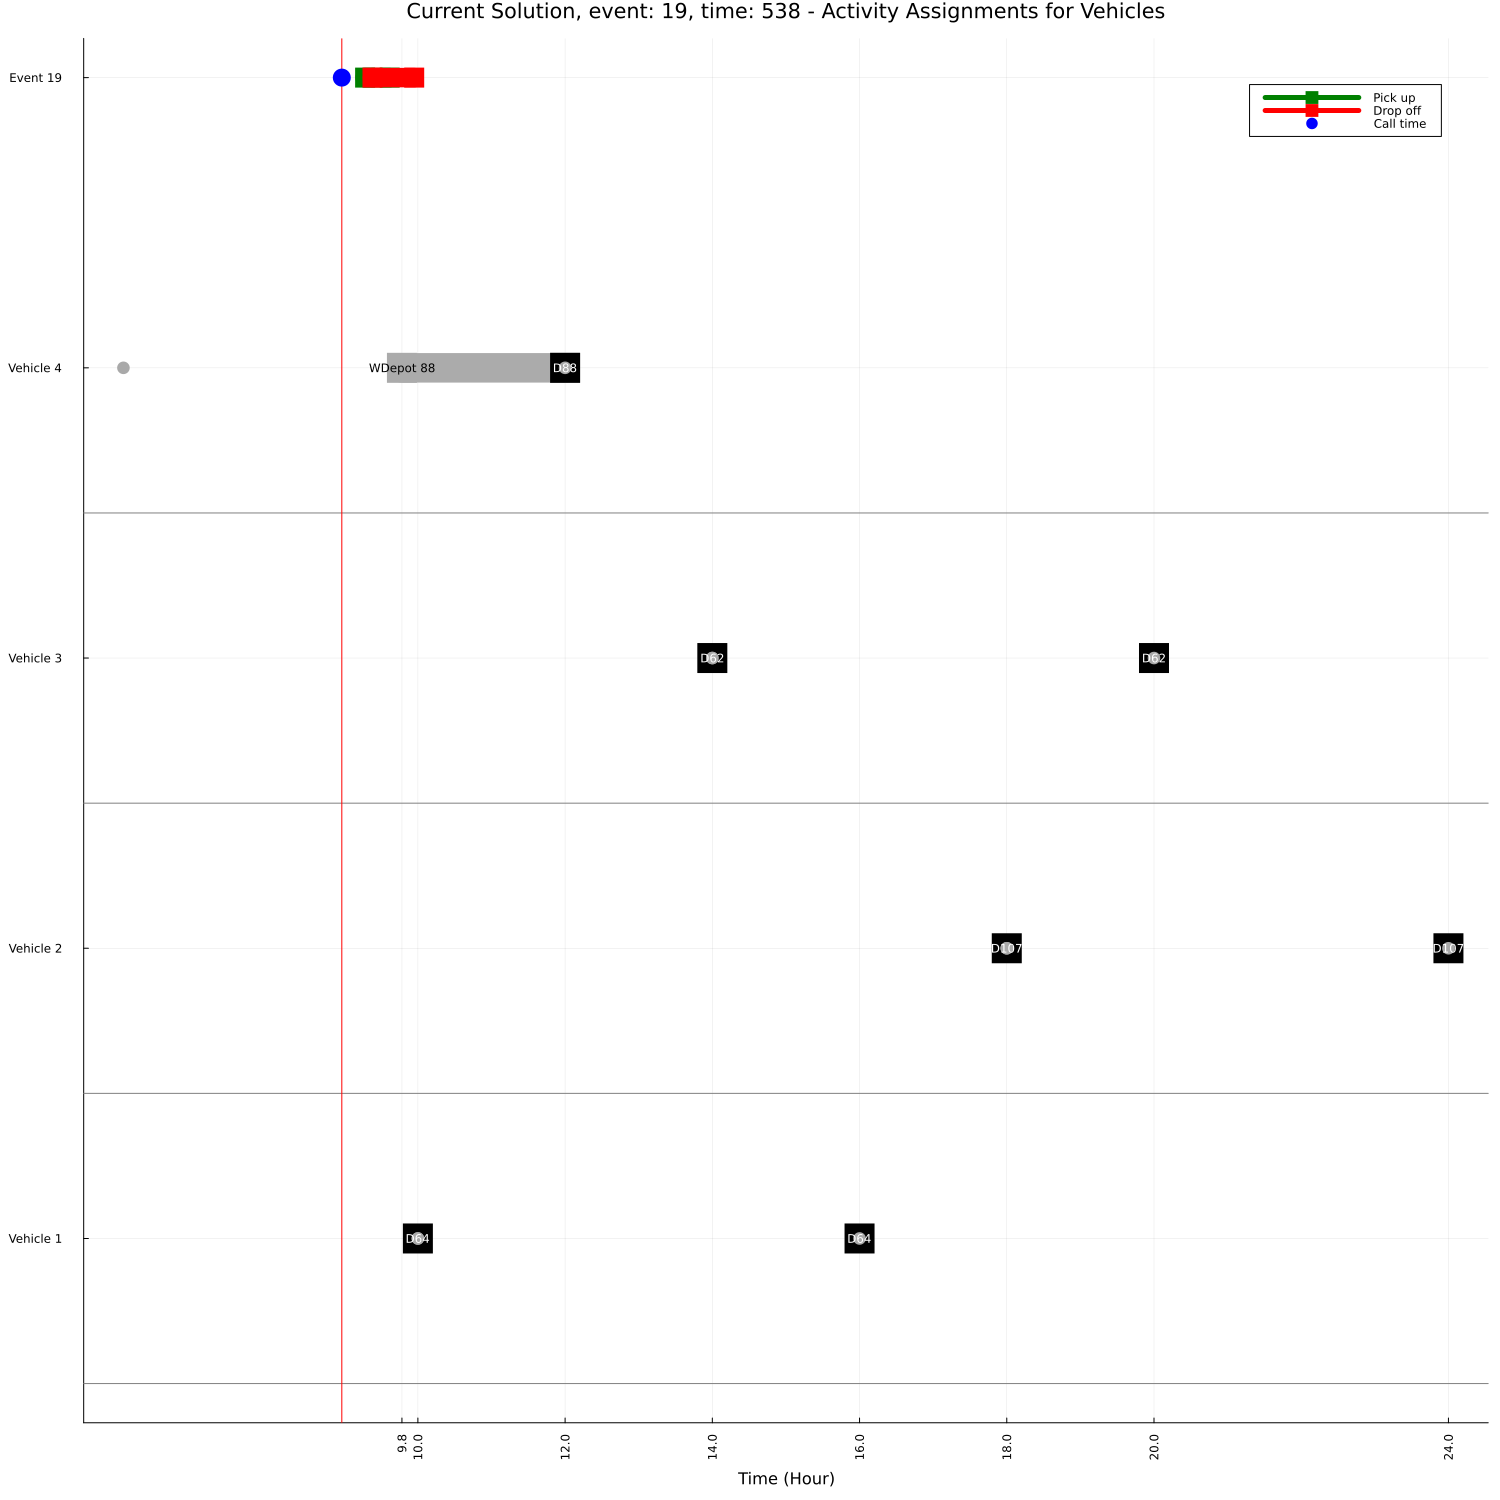 Current Solution, event: 19, time: 538 - Activity Assignments for Vehicles
Event 19
Pick up
Drop off
Call time
Vehicle 4
WDepot 88
D88
Vehicle 3
D62
D62
Vehicle 2
D107
D107
Vehicle 1
D64
D64
9.8
10.0
12.0
14.0
16.0
18.0
20.0
24.0
Time (Hour)